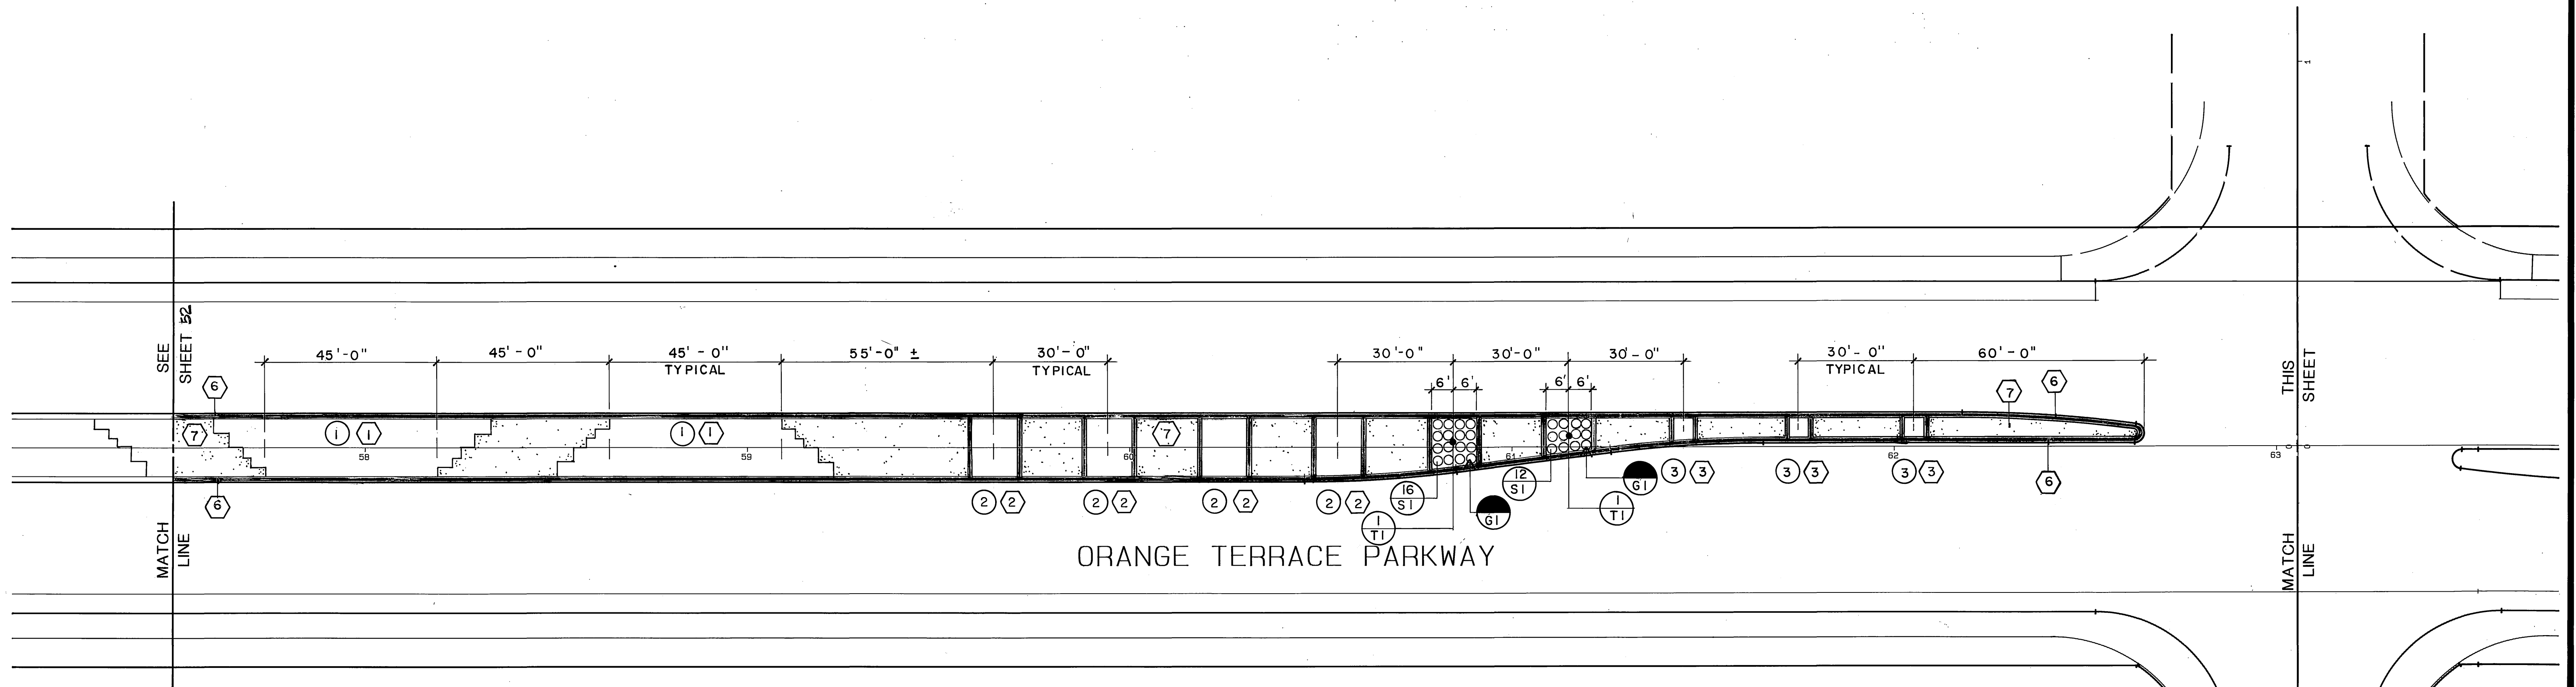 1
SEE
SHEET 52
45'-0"
45'-0"
45'-0"
TYPICAL
55'-0" ±
30'-0"
TYPICAL
30'-0"
30'-0"
30'-0"
30'-0"
TYPICAL
60'-0"
THIS
SHEET
6' 6'
6' 6'
6
7
6
7
1 1
1 1
7
58
59
60
61
62
63
0
0
6
2 2
2 2
2 2
2 2
16
S1
12
S1
G1
G1
1
T1
1
T1
3 3
3 3
3 3
6
MATCH
LINE
ORANGE TERRACE PARKWAY
MATCH
LINE